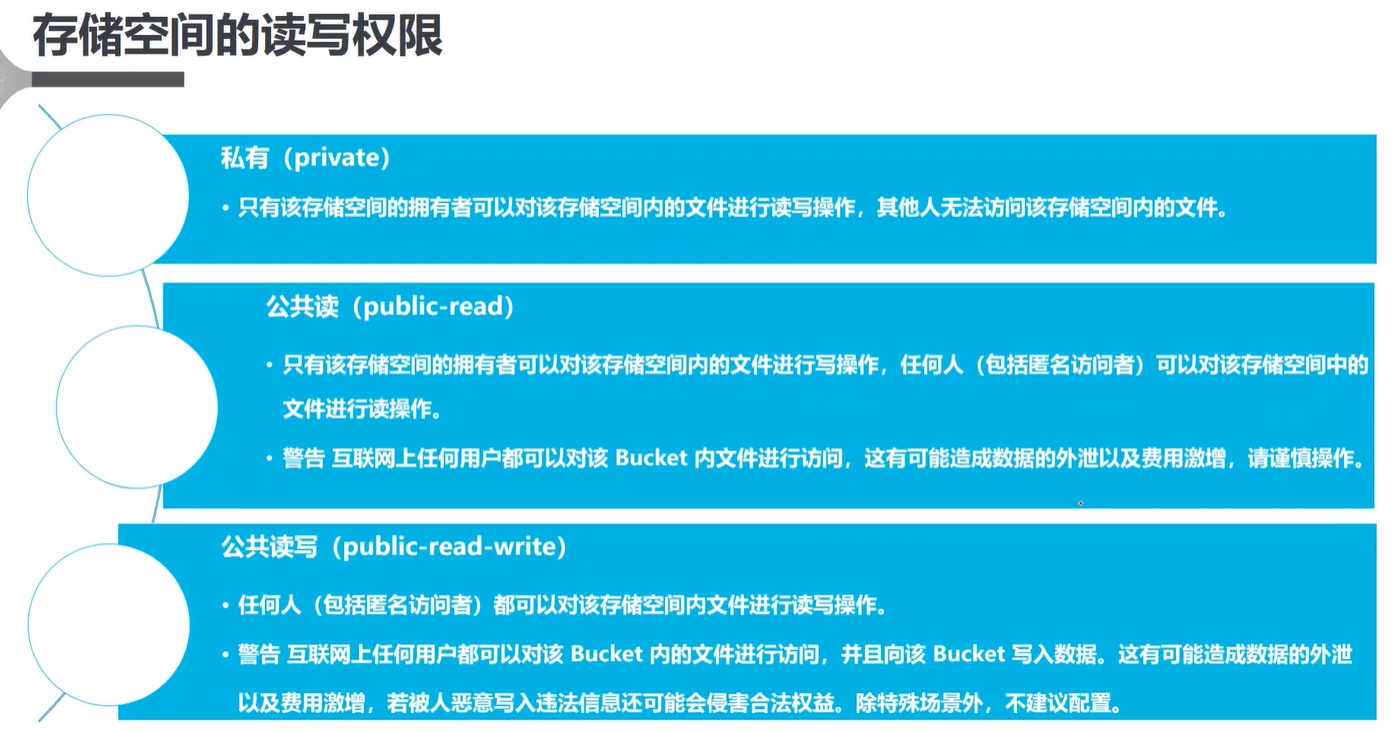 存储空间的读写权限
私有（private）
• 只有该存储空间的拥有者可以对该存储空间内的文件进行读写操作，其他人无法访问该存储空间内的文件。
公共读（public-read）
• 只有该存储空间的拥有者可以对该存储空间内的文件进行写操作，任何人（包括匿名访问者）可以对该存储空间中的
文件进行读操作。
• 警告 互联网上任何用户都可以对该 Bucket 内文件进行访问，这有可能造成数据的外泄以及费用激增，请谨慎操作。
公共读写（public-read-write）
• 任何人（包括匿名访问者）都可以对该存储空间内文件进行读写操作。
• 警告 互联网上任何用户都可以对该 Bucket 内的文件进行访问，并且向该 Bucket 写入数据。这有可能造成数据的外泄
以及费用激增，若被人恶意写入违法信息还可能会侵害合法权益。除特殊场景外，不建议配置。